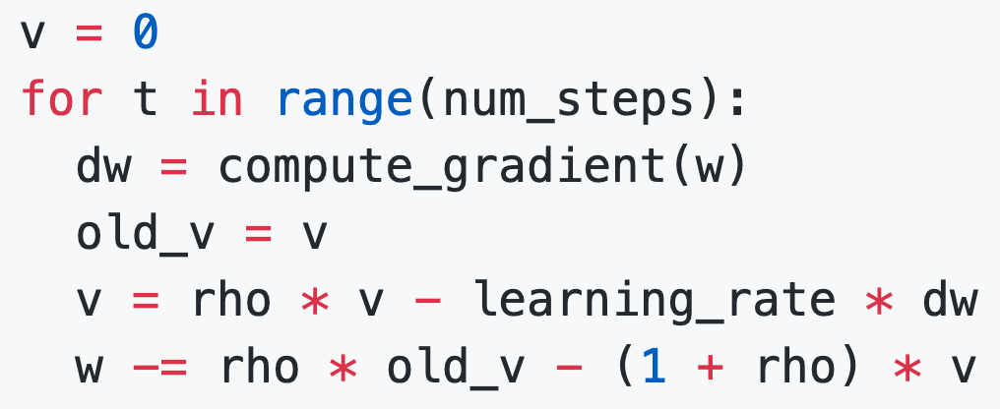 v = 0
for t in range(num_steps):
  dw = compute_gradient(w)
  old_v = v
  v = rho * v - learning_rate * dw
  w -= rho * old_v - (1 + rho) * v